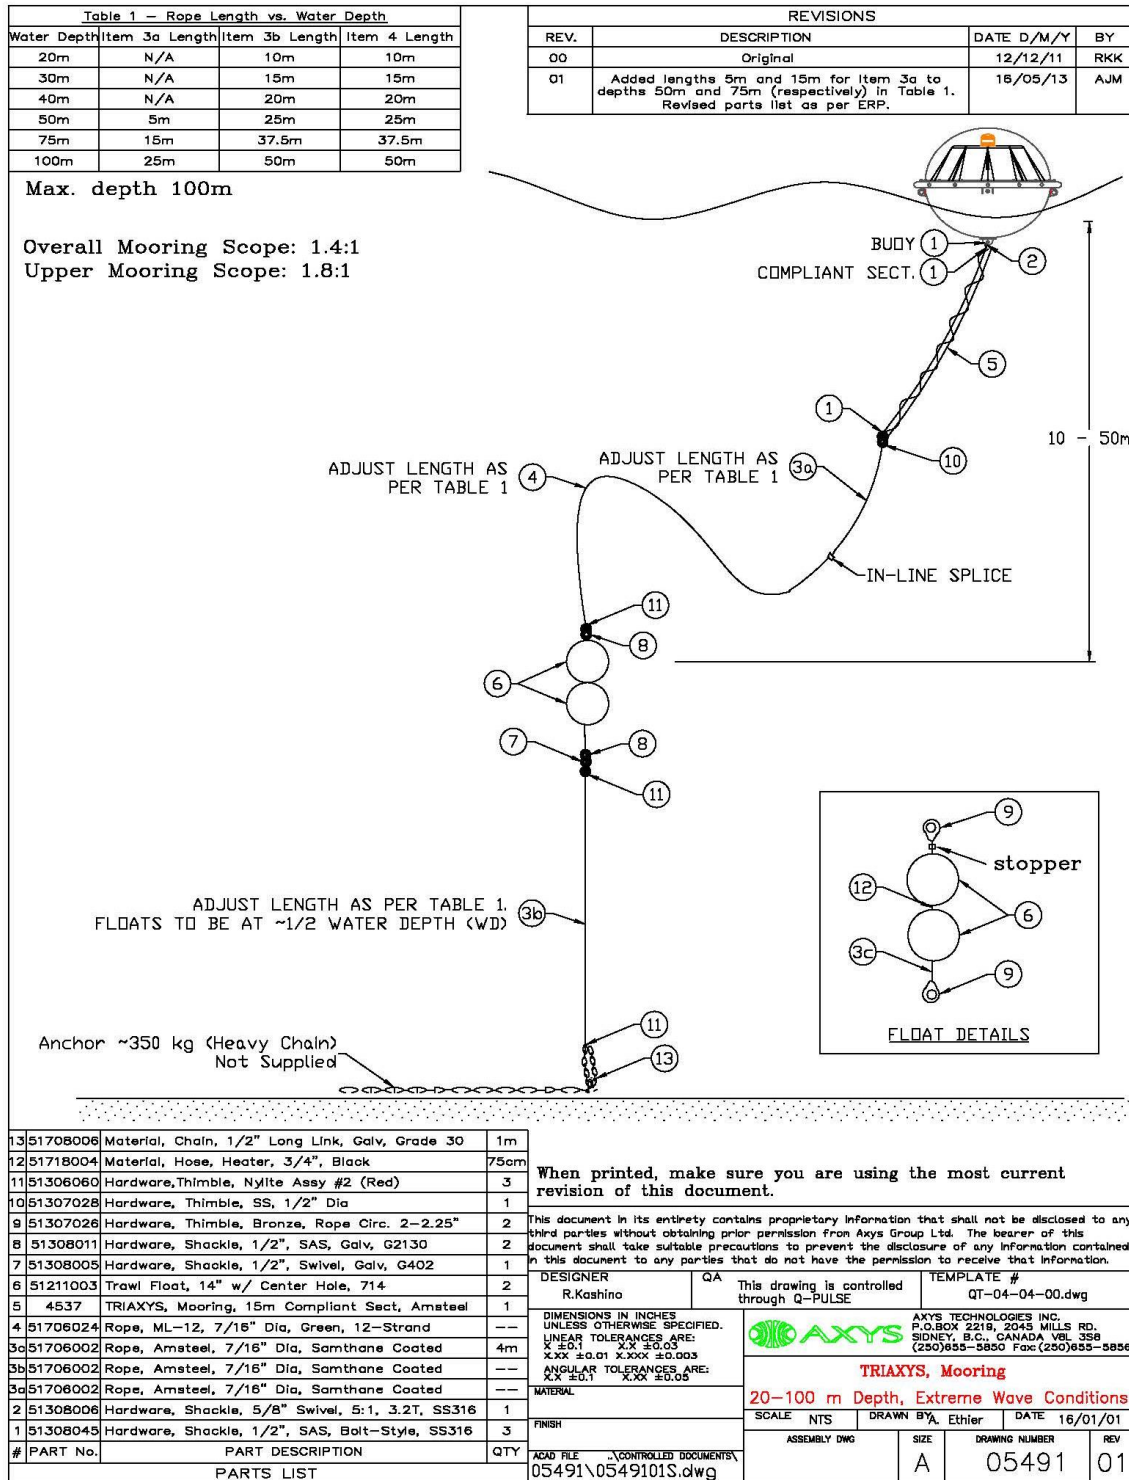 Table 1 – Rope Length vs. Water Depth
Water Depth Item 3a Length Item 3b Length Item 4 Length
20m N/A 10m 10m
30m N/A 15m 15m
40m N/A 20m 20m
50m 5m 25m 25m
75m 15m 37.5m 37.5m
100m 25m 50m 50m
Max. depth 100m
Overall Mooring Scope: 1.4:1
Upper Mooring Scope: 1.8:1
REVISIONS
REV. DESCRIPTION DATE D/M/Y BY
00 Original 12/12/11 RKK
01 Added lengths 5m and 15m for Item 3a to 16/05/13 AJM
depths 50m and 75m (respectively) in Table 1.
Revised parts list as per ERP.
BUOY 1
2
COMPLIANT SECT. 1
5
1
10 – 50m
10
ADJUST LENGTH AS
PER TABLE 1
4
ADJUST LENGTH AS
PER TABLE 1
3a
IN-LINE SPLICE
11
8
6
7
8
11
9
stopper
12
6
3c
9
FLOAT DETAILS
ADJUST LENGTH AS PER TABLE 1.
FLOATS TO BE AT ~1/2 WATER DEPTH (WD)
3b
11
13
Anchor ~350 kg (Heavy Chain)
Not Supplied
13 51708006 Material, Chain, 1/2" Long Link, Galv, Grade 30 1m
12 51718004 Material, Hose, Heater, 3/4", Black 75cm
11 51306060 Hardware,Thimble, Nylite Assy #2 (Red) 3
10 51307028 Hardware, Thimble, SS, 1/2" Dia 1
9 51307026 Hardware, Thimble, Bronze, Rope Circ. 2–2.25" 2
8 51308011 Hardware, Shackle, 1/2", SAS, Galv, G2130 2
7 51308005 Hardware, Shackle, 1/2", Swivel, Galv, G402 1
6 51211003 Trawl Float, 14" w/ Center Hole, 714 2
5 4537 TRIAXYS, Mooring, 15m Compliant Sect, Amsteel 1
4 51706024 Rope, ML–12, 7/16" Dia, Green, 12–Strand ––
3c 51706002 Rope, Amsteel, 7/16" Dia, Samthane Coated 4m
3b 51706002 Rope, Amsteel, 7/16" Dia, Samthane Coated ––
3a 51706002 Rope, Amsteel, 7/16" Dia, Samthane Coated ––
2 51308006 Hardware, Shackle, 5/8" Swivel, 5:1, 3.2T, SS316 1
1 51308045 Hardware, Shackle, 1/2", SAS, Bolt–Style, SS316 3
# PART No. PART DESCRIPTION QTY
PARTS LIST
When printed, make sure you are using the most current
revision of this document.
This document in its entirety contains proprietary information that shall not be disclosed to any
third parties without obtaining prior permission from Axys Group Ltd. The bearer of this
document shall take suitable precautions to prevent the disclosure of any information contained
in this document to any parties that do not have the permission to receive that information.
DESIGNER
R.Kashino
QA
This drawing is controlled
through Q–PULSE
TEMPLATE #
QT–04–04–00.dwg
DIMENSIONS IN INCHES
UNLESS OTHERWISE SPECIFIED.
LINEAR TOLERANCES ARE:
X ±0.1 X.X ±0.03
X.XX ±0.01 X.XXX ±0.003
ANGULAR TOLERANCES ARE:
X.X ±0.1 X.XX ±0.05
MATERIAL
FINISH
ACAD FILE ..\CONTROLLED DOCUMENTS\
05491\0549101S.dwg
AXYS
AXYS TECHNOLOGIES INC.
P.O.BOX 2219, 2045 MILLS RD.
SIDNEY, B.C., CANADA V8L 3S8
(250)655–5850 Fax:(250)655–5856
TRIAXYS, Mooring
20–100 m Depth, Extreme Wave Conditions
SCALE NTS DRAWN BY A. Ethier DATE 16/01/01
ASSEMBLY DWG SIZE DRAWING NUMBER REV
A 05491 01